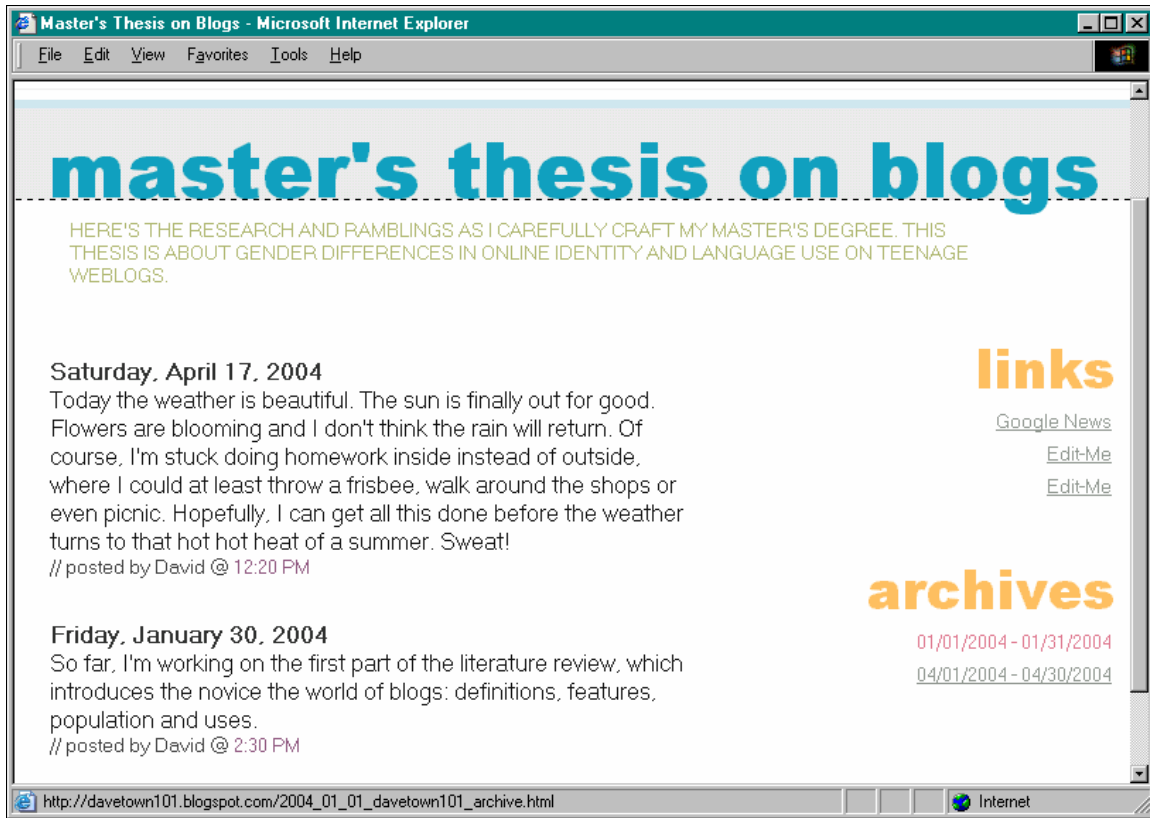 Master's Thesis on Blogs - Microsoft Internet Explorer
File Edit View Favorites Tools Help
master's thesis on blogs
HERE'S THE RESEARCH AND RAMBLINGS AS I CAREFULLY CRAFT MY MASTER'S DEGREE. THIS
THESIS IS ABOUT GENDER DIFFERENCES IN ONLINE IDENTITY AND LANGUAGE USE ON TEENAGE
WEBLOGS.
Saturday, April 17, 2004
Today the weather is beautiful. The sun is finally out for good.
Flowers are blooming and I don't think the rain will return. Of
course, I'm stuck doing homework inside instead of outside,
where I could at least throw a frisbee, walk around the shops or
even picnic. Hopefully, I can get all this done before the weather
turns to that hot hot heat of a summer. Sweat!
// posted by David @ 12:20 PM
Friday, January 30, 2004
So far, I'm working on the first part of the literature review, which
introduces the novice the world of blogs: definitions, features,
population and uses.
// posted by David @ 2:30 PM
links
Google News
Edit-Me
Edit-Me
archives
01/01/2004 - 01/31/2004
04/01/2004 - 04/30/2004
http://davetown101.blogspot.com/2004_01_01_davetown101_archive.html
Internet